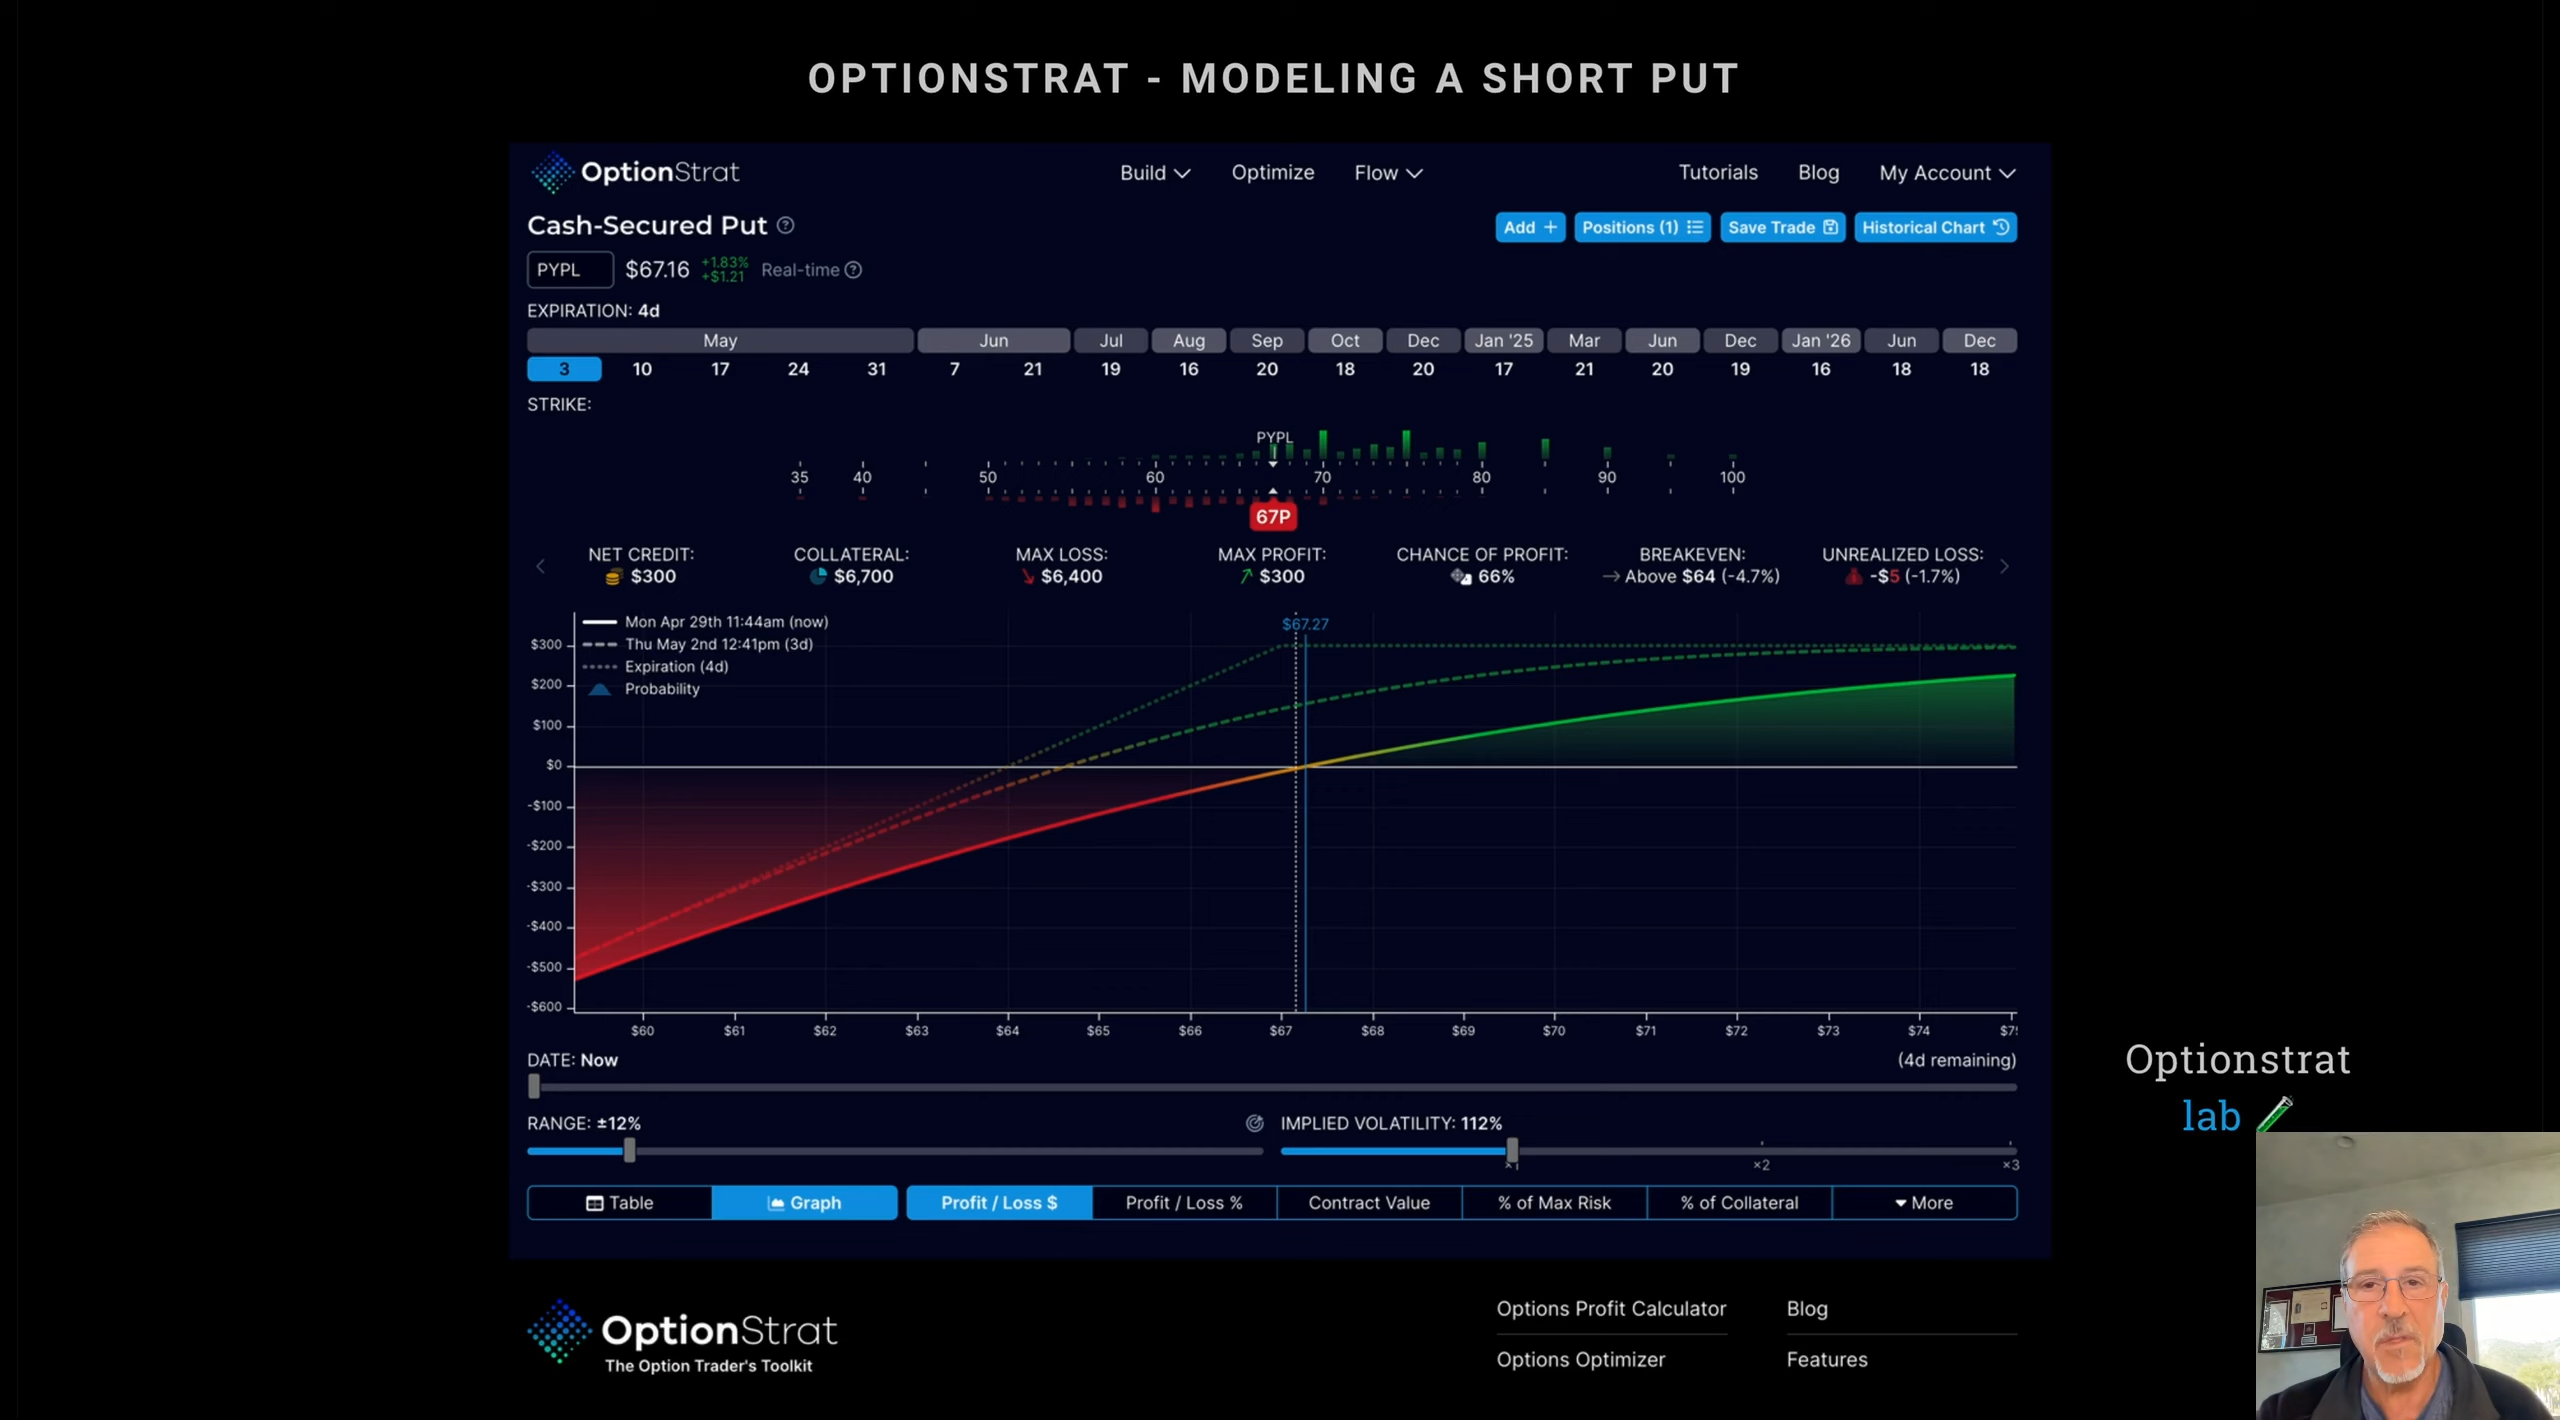 OPTIONSTRAT - MODELING A SHORT PUT
OptionStrat
Build Optimize Flow
Tutorials Blog My Account
Cash-Secured Put
Add + Positions (1) Save Trade Historical Chart
PYPL $67.16 +1.83% +$1.21 Real-time
EXPIRATION: 4d
May Jun Jul Aug Sep Oct Dec Jan '25 Mar Jun Dec Jan '26 Jun Dec
3 10 17 24 31 7 21 19 16 20 18 20 17 21 20 19 16 18 18
STRIKE:
PYPL
35 40 50 60 70 80 90 100
67P
NET CREDIT: COLLATERAL: MAX LOSS: MAX PROFIT: CHANCE OF PROFIT: BREAKEVEN: UNREALIZED LOSS:
$300 $6,700 $6,400 $300 66% Above $64 (-4.7%) -$5 (-1.7%)
Mon Apr 29th 11:44am (now)
Thu May 2nd 12:41pm (3d)
Expiration (4d)
Probability
$67.27
$300
$200
$100
$0
-$100
-$200
-$300
-$400
-$500
-$600
$60 $61 $62 $63 $64 $65 $66 $67 $68 $69 $70 $71 $72 $73 $74
DATE: Now
(4d remaining)
RANGE: ±12%
IMPLIED VOLATILITY: 112%
×2 ×3
Table Graph Profit / Loss $ Profit / Loss % Contract Value % of Max Risk % of Collateral More
Optionstrat
lab
OptionStrat
The Option Trader's Toolkit
Options Profit Calculator Blog
Options Optimizer Features